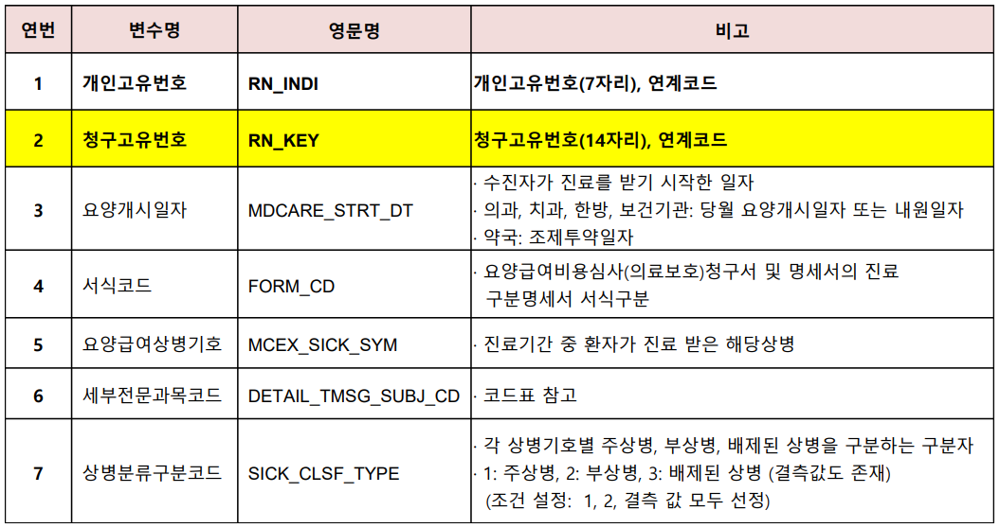 연번 변수명 영문명 비고
1 개인고유번호 RN_INDI 개인고유번호(7자리), 연계코드
2 청구고유번호 RN_KEY 청구고유번호(14자리), 연계코드
3 요양개시일자 MDCARE_STRT_DT · 수진자가 진료를 받기 시작한 일자
· 의과, 치과, 한방, 보건기관: 당월 요양개시일자 또는 내원일자
· 약국: 조제투약일자
4 서식코드 FORM_CD · 요양급여비용심사(의료보호)청구서 및 명세서의 진료
구분명세서 서식구분
5 요양급여상병기호 MCEX_SICK_SYM · 진료기간 중 환자가 진료 받은 해당상병
6 세부전문과목코드 DETAIL_TMSG_SUBJ_CD · 코드표 참고
7 상병분류구분코드 SICK_CLSF_TYPE · 각 상병기호별 주상병, 부상병, 배제된 상병을 구분하는 구분자
· 1: 주상병, 2: 부상병, 3: 배제된 상병 (결측값도 존재)
(조건 설정: 1, 2, 결측 값 모두 선정)